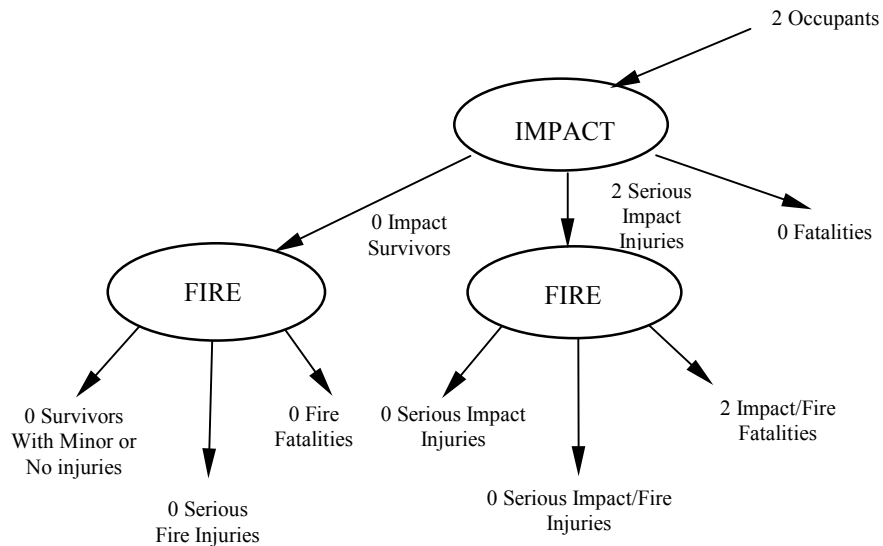 2 Occupants
IMPACT
0 Impact
Survivors
2 Serious
Impact
Injuries
0 Fatalities
FIRE
FIRE
0 Survivors
With Minor or
No injuries
0 Serious
Fire Injuries
0 Fire
Fatalities
0 Serious Impact
Injuries
0 Serious Impact/Fire
Injuries
2 Impact/Fire
Fatalities